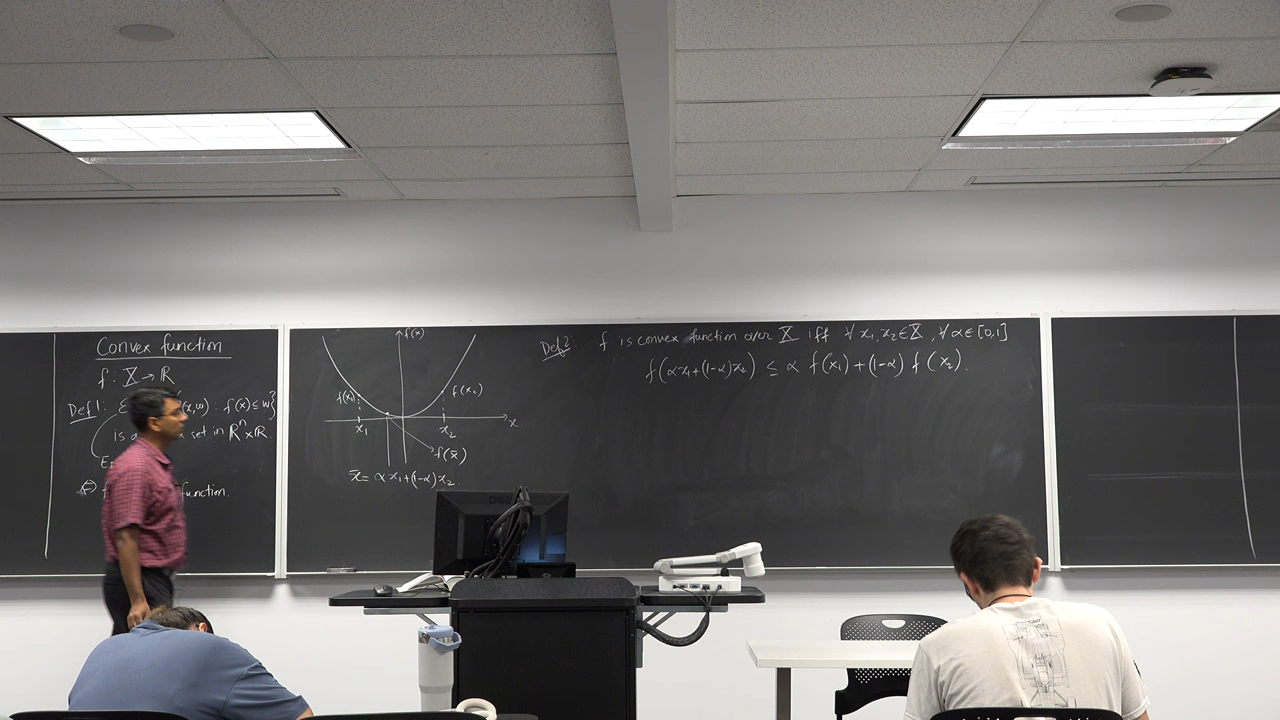 Convex function
f : X → ℝ
Def 1: (x,w) : f(x) ≤ w}
is a set in ℝⁿ×ℝ.
function.
f(x)
f(x₁)
f(x₂)
x₁
x₂
x
f(x̄)
x̄ = αx₁+(1-α)x₂
Def 2: f is convex function over X iff ∀ x₁, x₂ ∈ X, ∀ α ∈ [0,1]
f(αx₁+(1-α)x₂) ≤ α f(x₁)+(1-α) f(x₂).
DELL